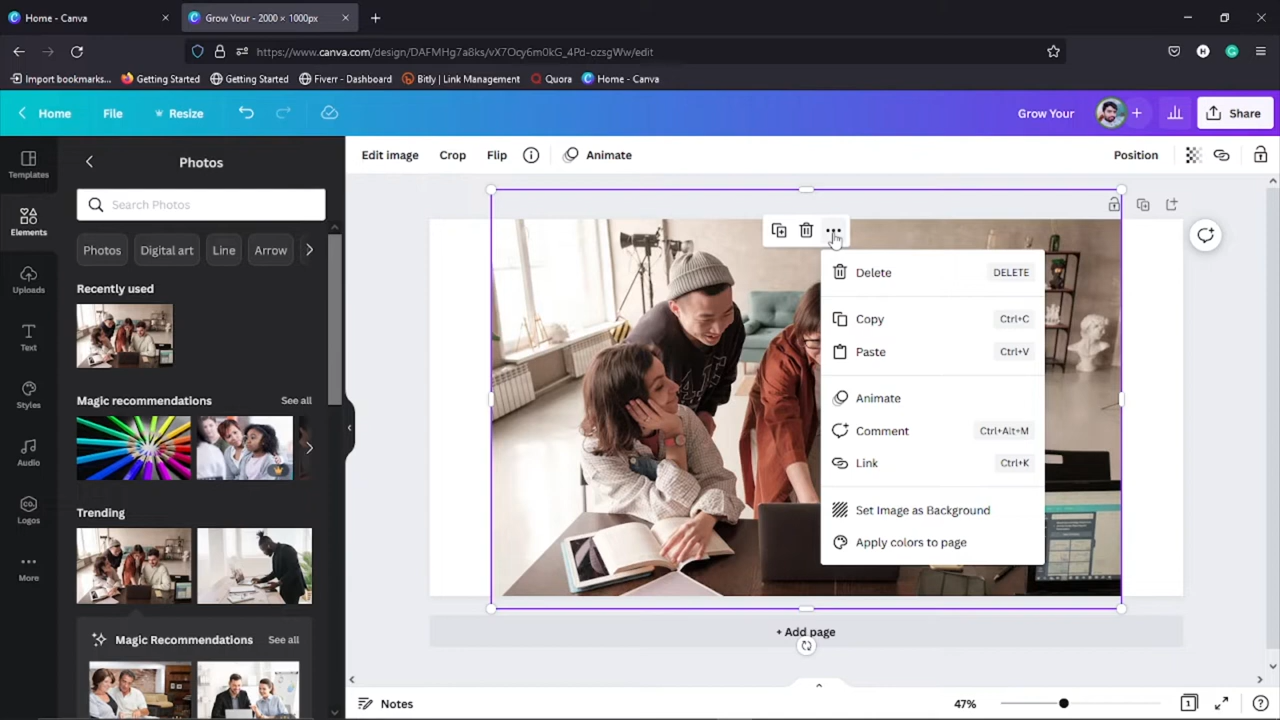 Home - Canva
Grow Your - 2000 × 1000px
https://www.canva.com/design/DAFMHg7a8ks/vX7Ocy6m0kG_4Pd-ozsgWw/edit
Import bookmarks...
Getting Started
Getting Started
Fiverr - Dashboard
Bitly | Link Management
Quora
Home - Canva
Home
File
Resize
Grow Your
Share
Templates
Elements
Uploads
Text
Styles
Audio
CO.
Logos
More
Photos
Search Photos
Photos
Digital art
Line
Arrow
Recently used
Magic recommendations
See all
Trending
Magic Recommendations
See all
Edit image
Crop
Flip
Animate
Position
Delete
DELETE
Copy
Ctrl+C
Paste
Ctrl+V
Animate
Comment
Ctrl+Alt+M
Link
Ctrl+K
Set Image as Background
Apply colors to page
+ Add page
Notes
47%
1